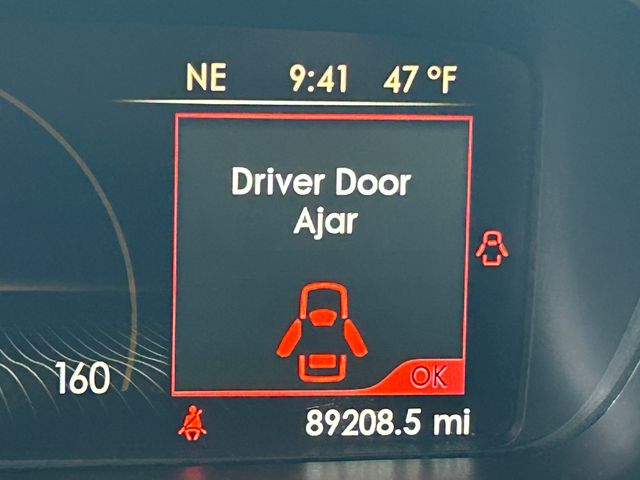 NE 9:41 47 °F
Driver Door
Ajar
160
OK
89208.5 mi